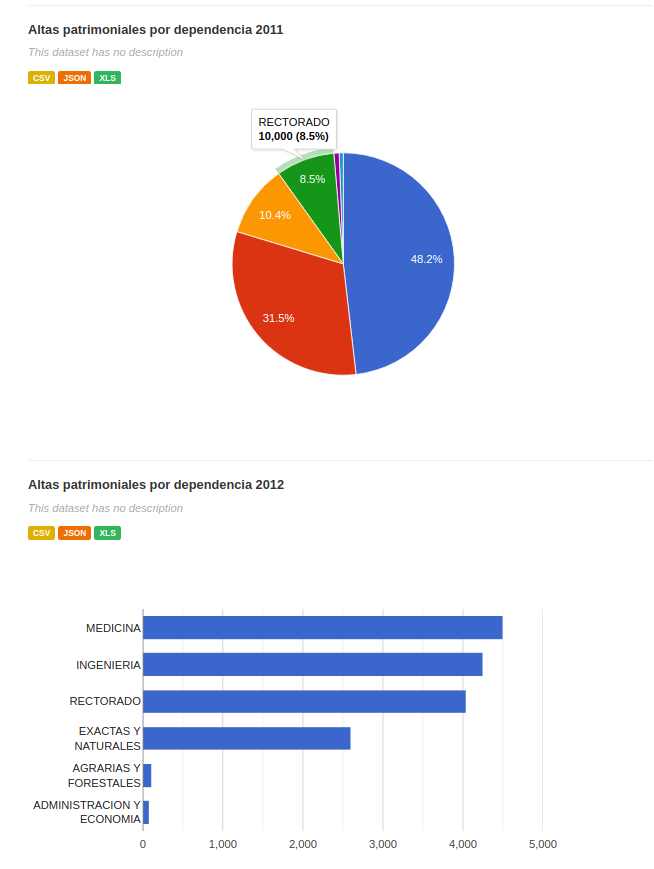 Altas patrimoniales por dependencia 2011
This dataset has no description
CSV JSON XLS
RECTORADO
10,000 (8.5%)
8.5%
10.4%
48.2%
31.5%
Altas patrimoniales por dependencia 2012
This dataset has no description
CSV JSON XLS
MEDICINA
INGENIERIA
RECTORADO
EXACTAS Y
NATURALES
AGRARIAS Y
FORESTALES
ADMINISTRACION Y
ECONOMIA
0 1,000 2,000 3,000 4,000 5,000